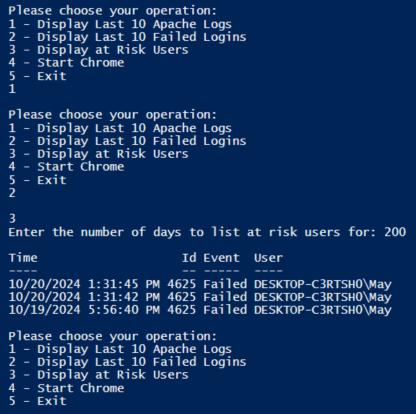 Please choose your operation:
1 - Display Last 10 Apache Logs
2 - Display Last 10 Failed Logins
3 - Display at Risk Users
4 - Start Chrome
5 - Exit
1
Please choose your operation:
1 - Display Last 10 Apache Logs
2 - Display Last 10 Failed Logins
3 - Display at Risk Users
4 - Start Chrome
5 - Exit
2
3
Enter the number of days to list at risk users for: 200
Time Id Event User
---- -- ----- ----
10/20/2024 1:31:45 PM 4625 Failed DESKTOP-C3RTSH0\May
10/20/2024 1:31:42 PM 4625 Failed DESKTOP-C3RTSH0\May
10/19/2024 5:56:40 PM 4625 Failed DESKTOP-C3RTSH0\May
Please choose your operation:
1 - Display Last 10 Apache Logs
2 - Display Last 10 Failed Logins
3 - Display at Risk Users
4 - Start Chrome
5 - Exit